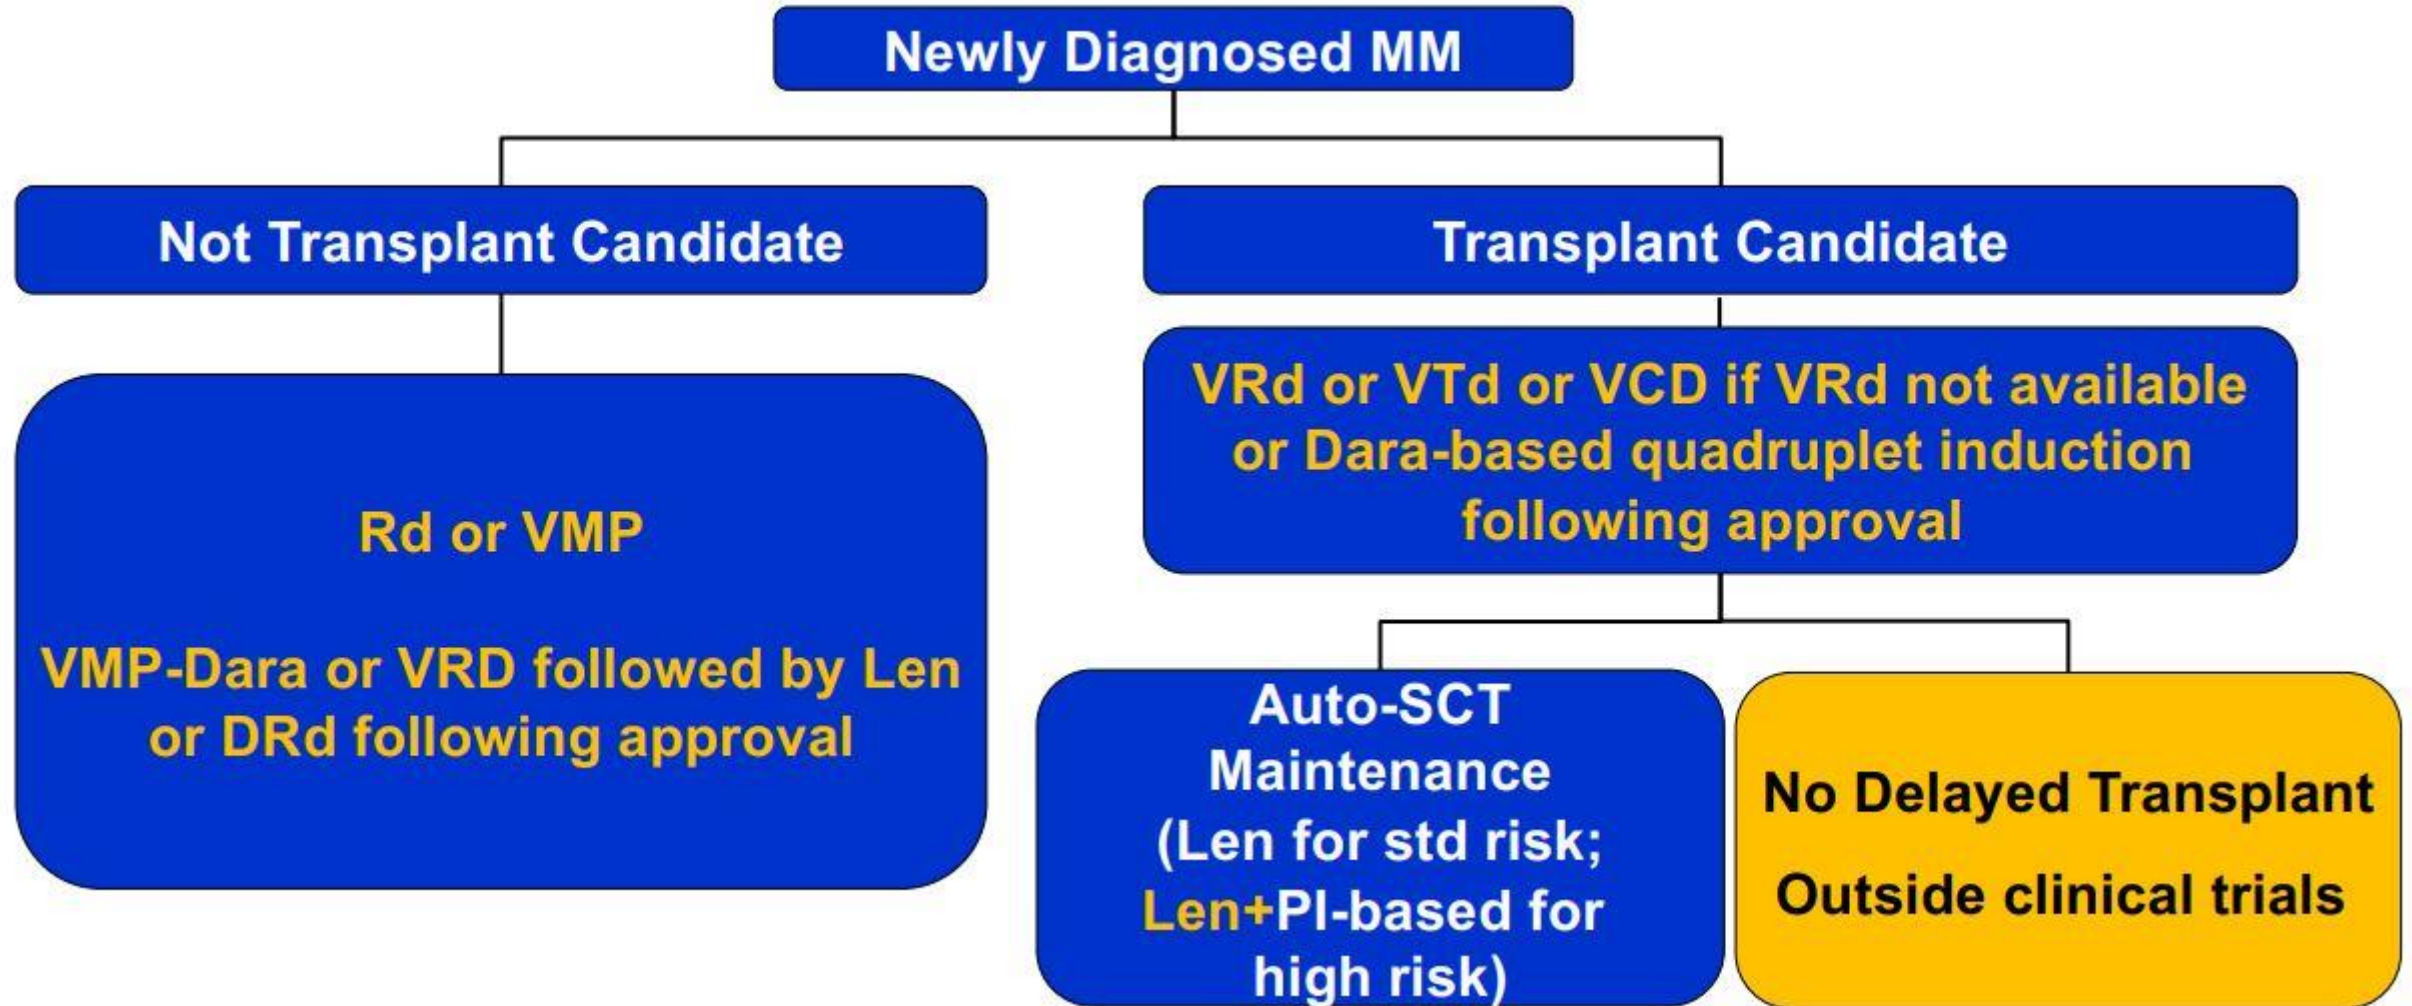 Newly Diagnosed MM
Not Transplant Candidate
Transplant Candidate
Rd or VMP
VMP-Dara or VRD followed by Len
or DRd following approval
VRd or VTd or VCD if VRd not available
or Dara-based quadruplet induction
following approval
Auto-SCT
Maintenance
(Len for std risk;
Len+PI-based for
high risk)
No Delayed Transplant
Outside clinical trials